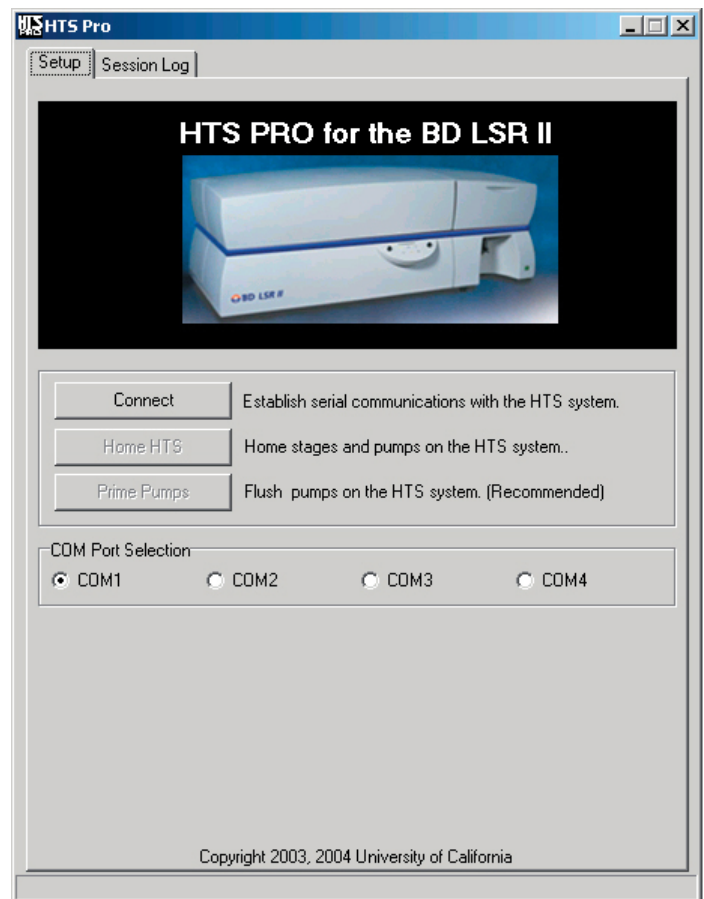 HTS PRO HTS Pro
Setup Session Log
HTS PRO for the BD LSR II
BD LSR II
Connect Establish serial communications with the HTS system.
Home HTS Home stages and pumps on the HTS system..
Prime Pumps Flush pumps on the HTS system. (Recommended)
COM Port Selection
COM1 COM2 COM3 COM4
Copyright 2003, 2004 University of California